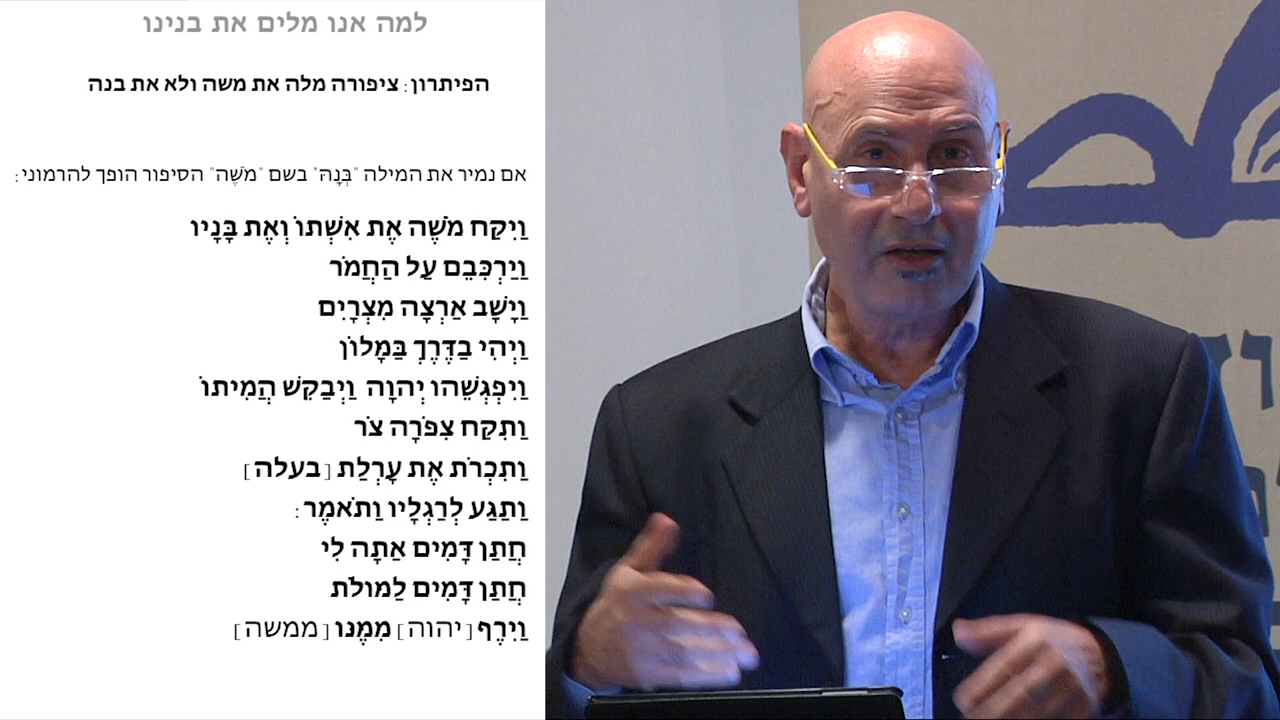 למה אנו מלים את בנינו
הפיתרון: ציפורה מלה את משה ולא את בנה
אם נמיר את המילה "בְּנָהּ" בשם "מֹשֶׁה" הסיפור הופך להרמוני:
וַיִּקַּח מֹשֶׁה אֶת אִשְׁתּוֹ וְאֶת בָּנָיו
וַיַּרְכִּבֵם עַל הַחֲמֹר
וַיָּשָׁב אַרְצָה מִצְרָיִם
וַיְהִי בַדֶּרֶךְ בַּמָּלוֹן
וַיִּפְגְּשֵׁהוּ יְהוָה וַיְבַקֵּשׁ הֲמִיתוֹ
וַתִּקַּח צִפֹּרָה צֹר
וַתִּכְרֹת אֶת עָרְלַת [בעלה]
וַתַּגַּע לְרַגְלָיו וַתֹּאמֶר:
חֲתַן דָּמִים אַתָּה לִי
חֲתַן דָּמִים לַמּוּלֹת
וַיִּרֶף [יהוה] מִמֶּנּוּ [ממשה]